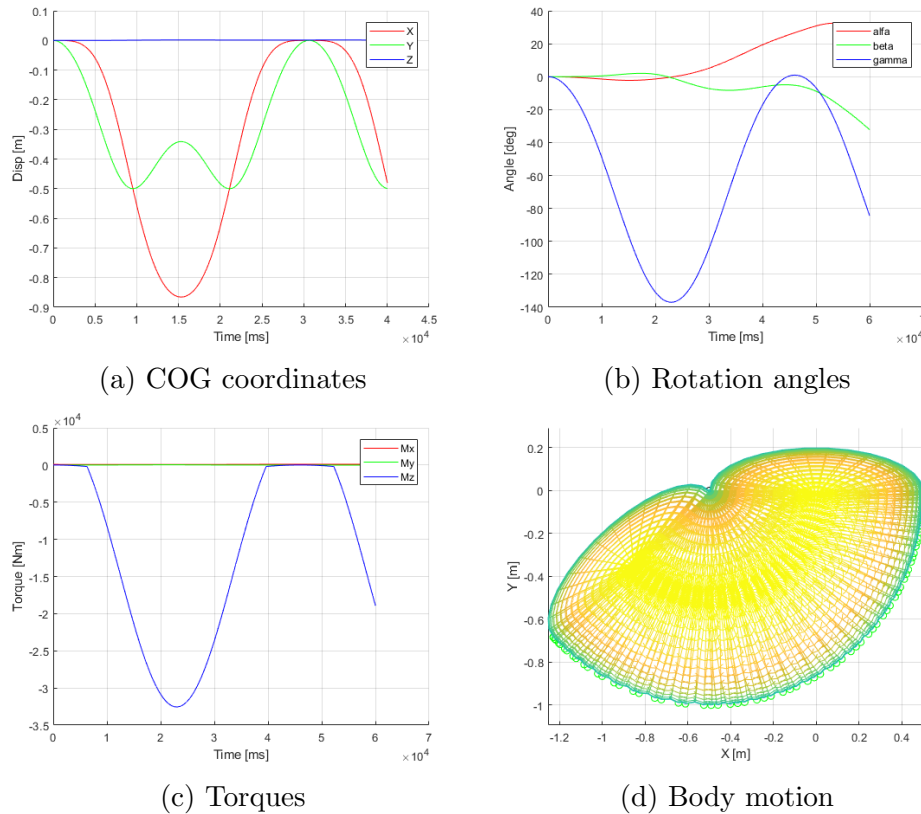 0.1
0
-0.1
-0.2
-0.3
-0.4
-0.5
-0.6
-0.7
-0.8
-0.9
Disp [m]
0 0.5 1 1.5 2 2.5 3 3.5 4 4.5
Time [ms]
× 10⁴
X
Y
Z
(a) COG coordinates
40
20
0
-20
-40
-60
-80
-100
-120
-140
Angle [deg]
0 1 2 3 4 5 6
Time [ms]
× 10⁴
alfa
beta
gamma
(b) Rotation angles
×10⁴
0.5
0
-0.5
-1
-1.5
-2
-2.5
-3
-3.5
Torque [Nm]
0 1 2 3 4 5 6 7
Time [ms]
× 10⁴
Mx
My
Mz
(c) Torques
0.2
0
-0.2
-0.4
-0.6
-0.8
-1
Y [m]
-1.2 -1 -0.8 -0.6 -0.4 -0.2 0 0.2 0.4
X [m]
(d) Body motion